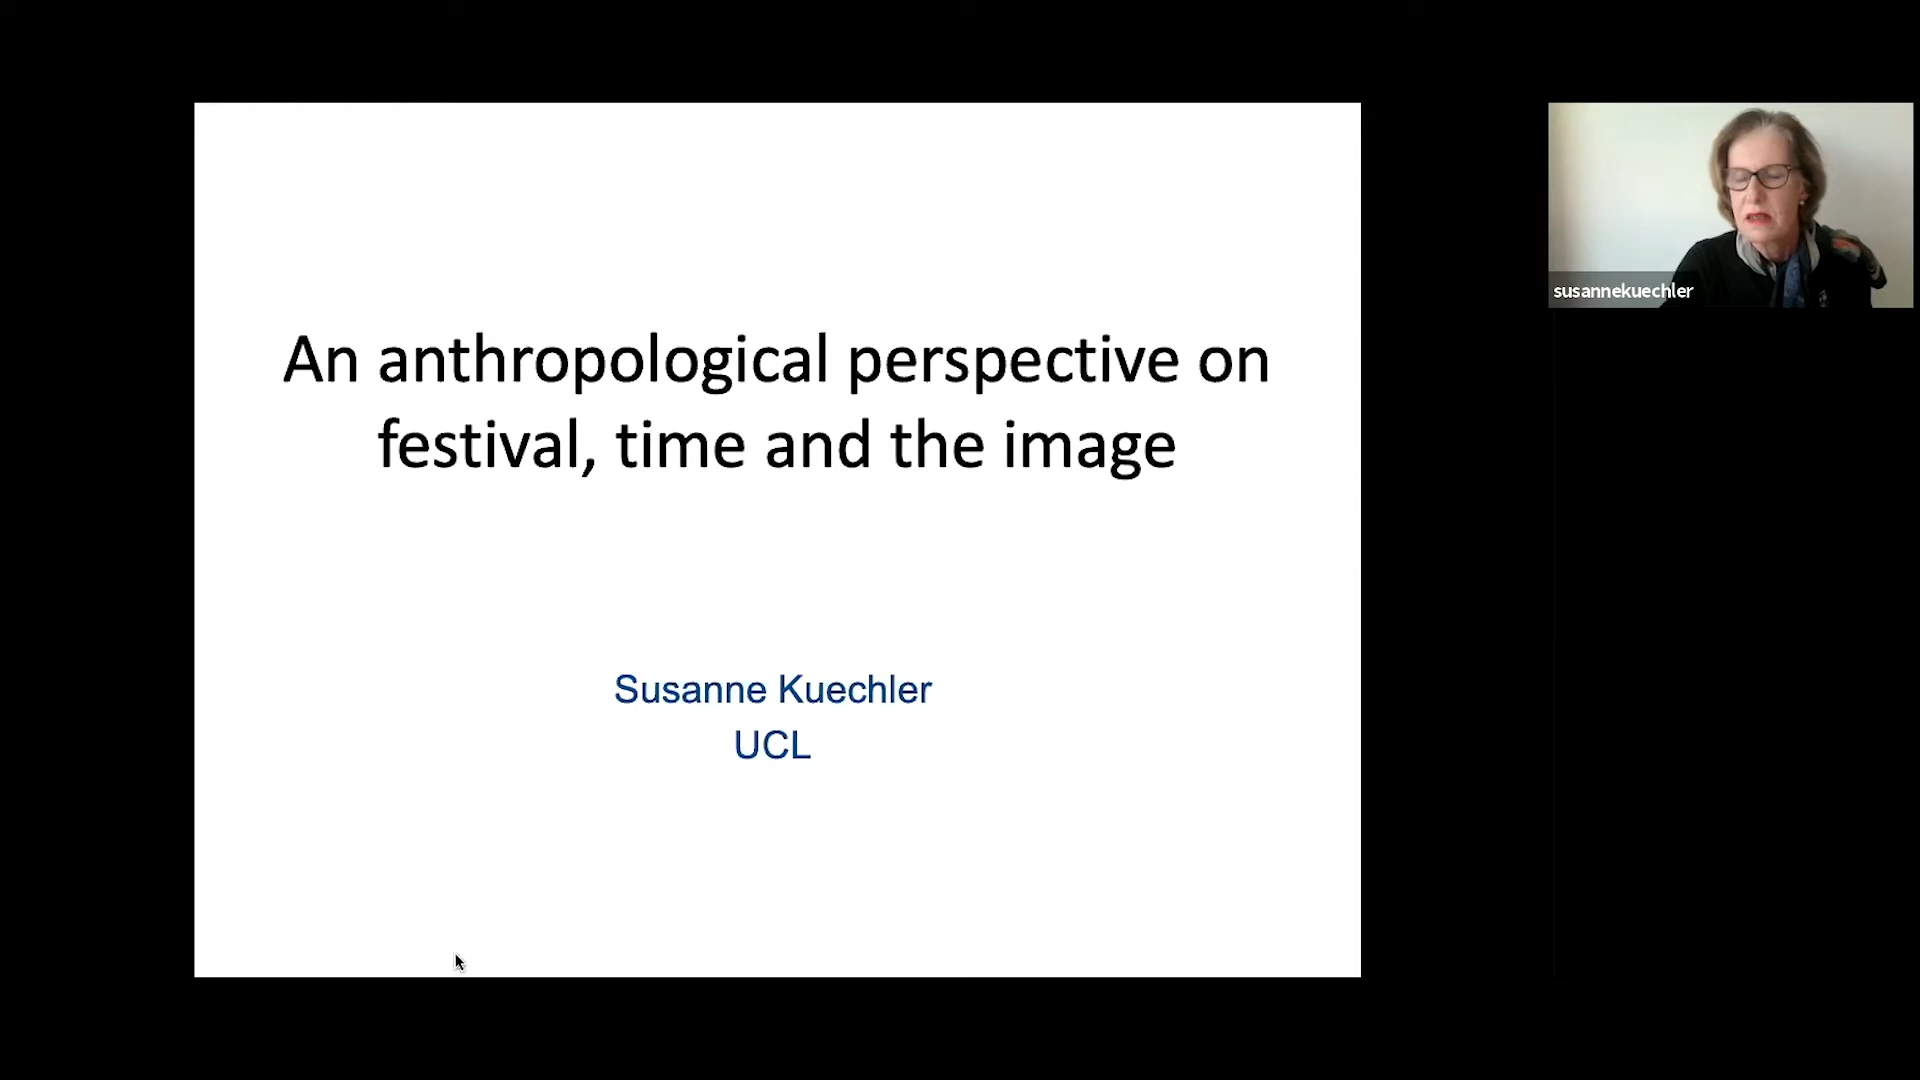 An anthropological perspective on
festival, time and the image
Susanne Kuechler
UCL
susannekuechler